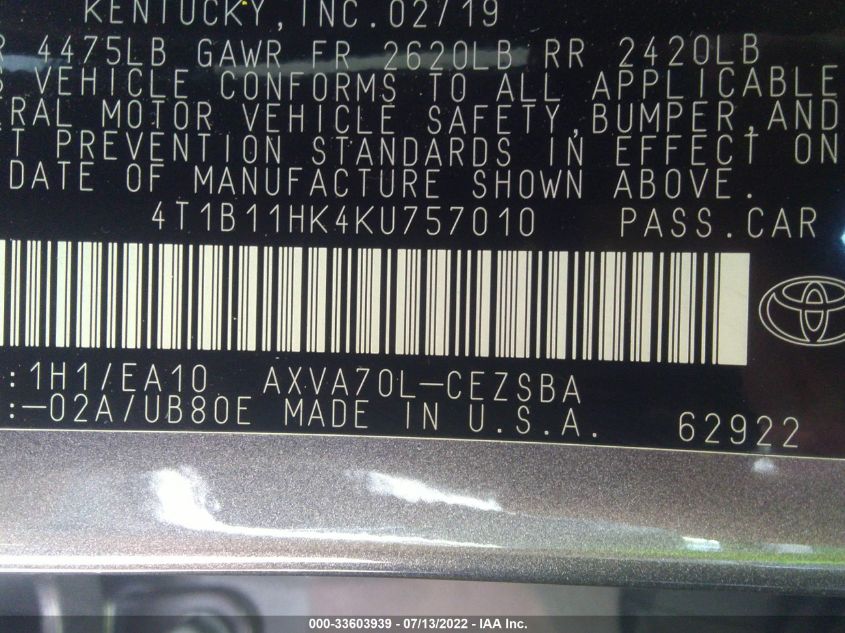 KENTUCKY, INC. 02/19
4475LB GAWR FR 2620LB RR 2420LB
VEHICLE CONFORMS TO ALL APPLICABLE
MOTOR VEHICLE SAFETY, BUMPER, AND
PREVENTION STANDARDS IN EFFECT ON
DATE OF MANUFACTURE SHOWN ABOVE.
4T1B11HK4KU757010 PASS.CAR
:1H1/EA10 AXVA70L-CEZSBA
:-02A/UB80E MADE IN U.S.A. 62922
000-33603939 - 07/13/2022 - IAA Inc.